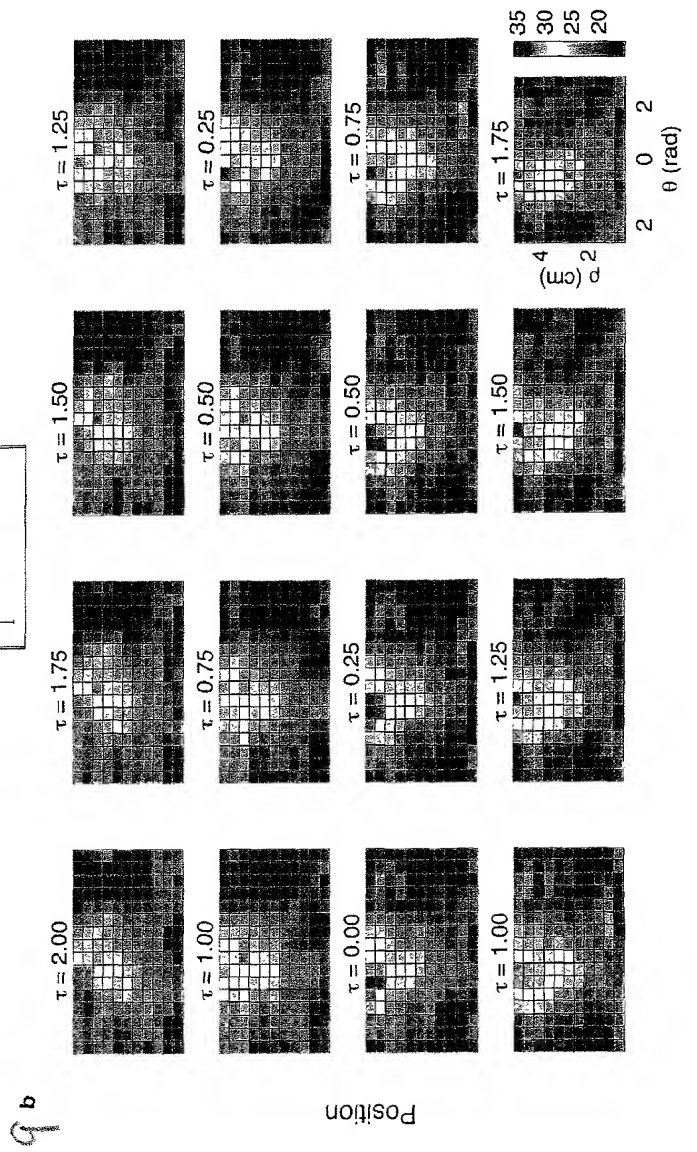 b
Position
τ = 2.00 τ = 1.75 τ = 1.50 τ = 1.25
τ = 1.00 τ = 0.75 τ = 0.50 τ = 0.25
τ = 0.00 τ = 0.25 τ = 0.50 τ = 0.75
τ = 1.00 τ = 1.25 τ = 1.50 τ = 1.75
ρ (cm)
4
2
2 0 2
θ (rad)
35
30
25
20